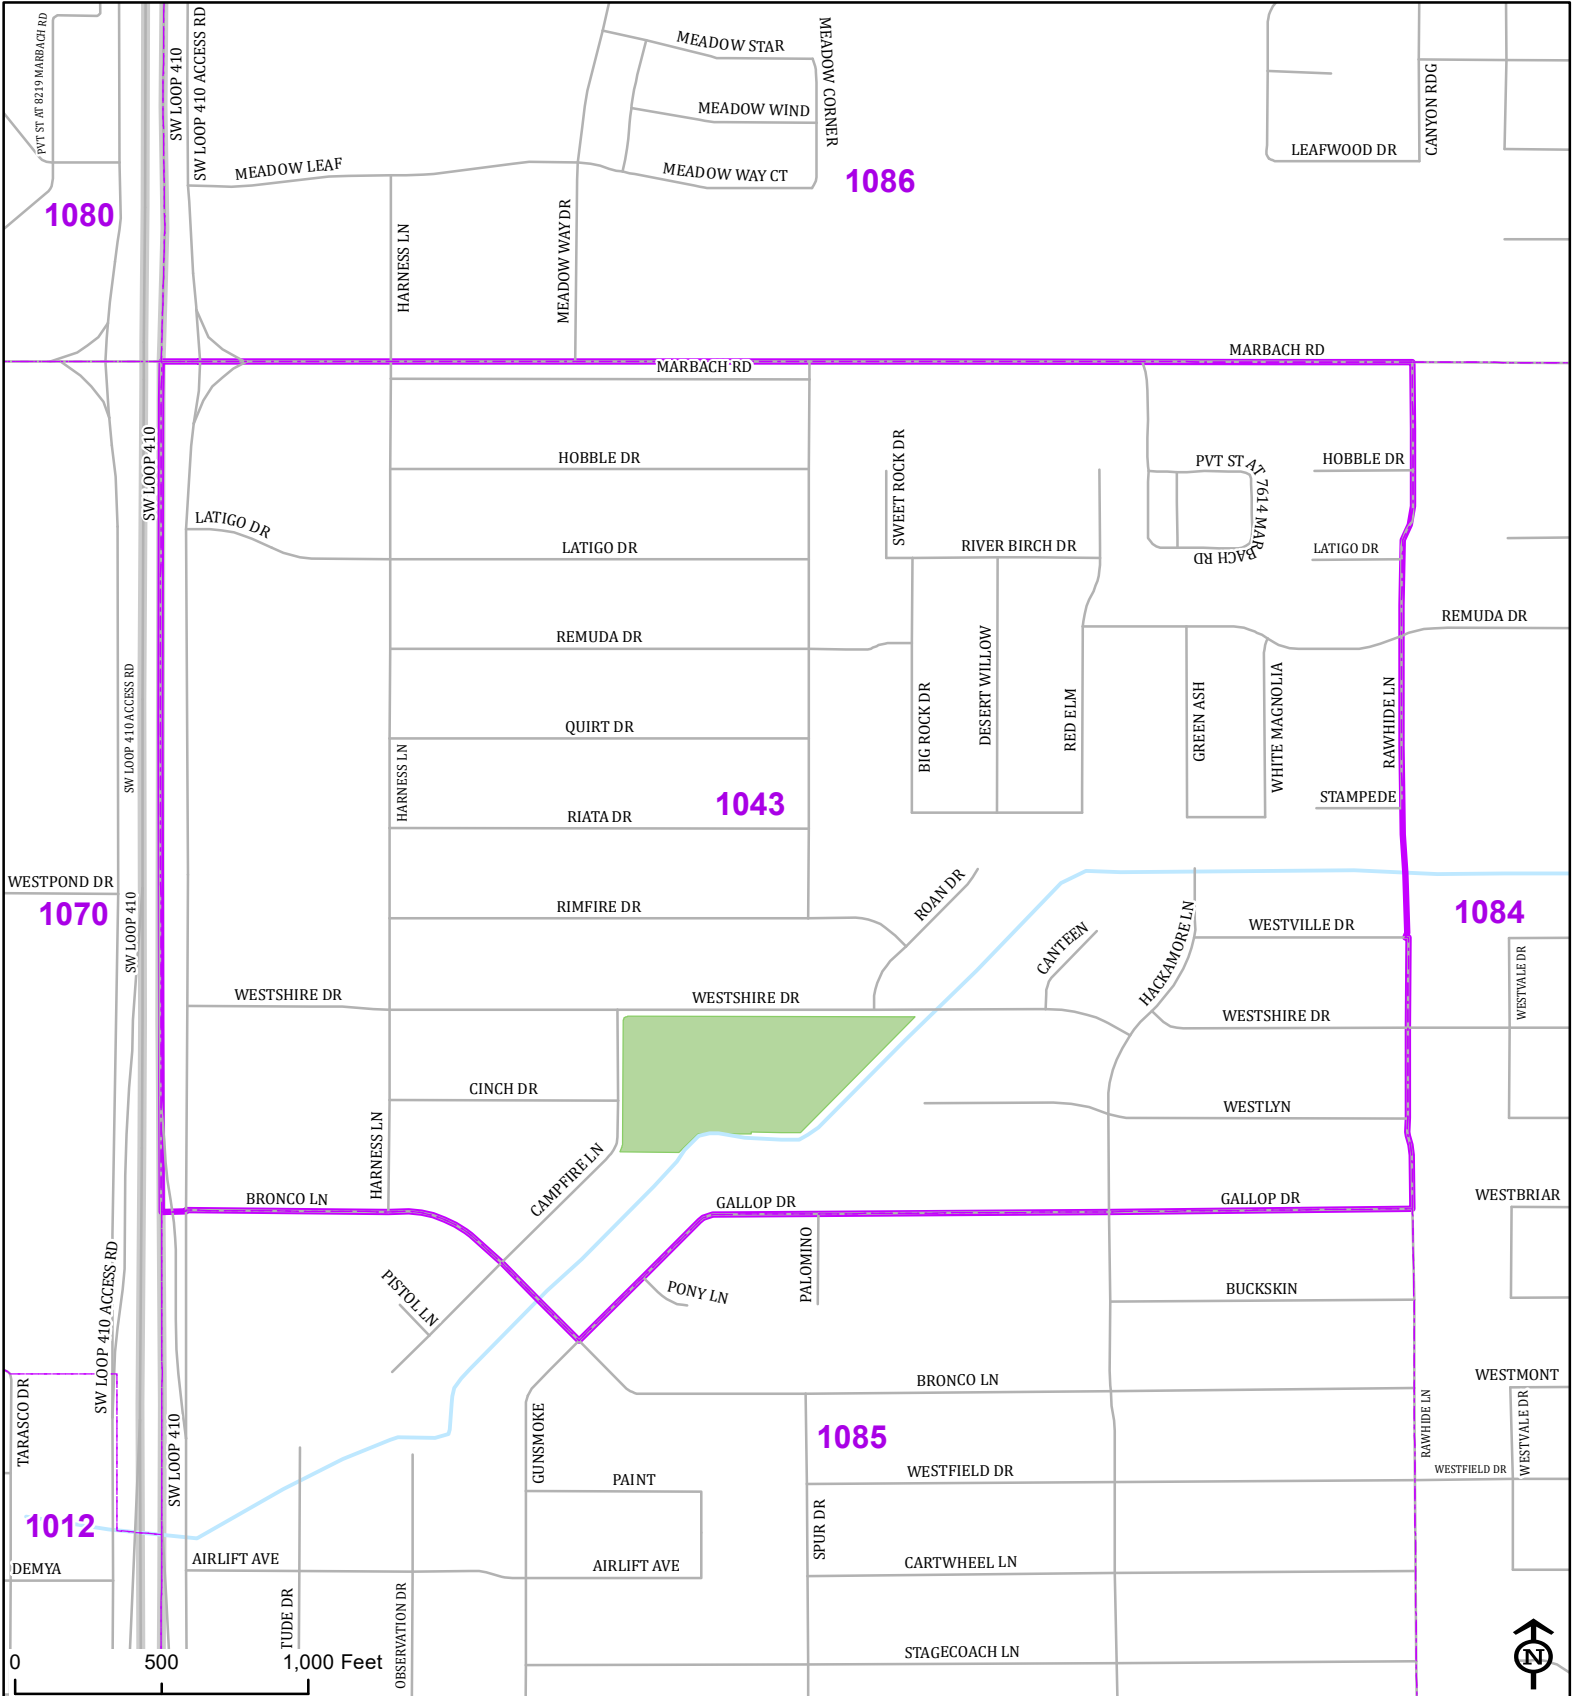 PVT ST AT 8219 MARBACH RD
SW LOOP 410
SW LOOP 410 ACCESS RD
MEADOW STAR
MEADOW CORNER
MEADOW WIND
MEADOW LEAF
MEADOW WAY CT
CANYON RDG
LEAFWOOD DR
1080
1086
HARNESS LN
MEADOW WAY DR
MARBACH RD
MARBACH RD
SW LOOP 410
HOBBLE DR
SWEET ROCK DR
PVT ST AT 7614 MARBACH RD
HOBBLE DR
LATIGO DR
LATIGO DR
RIVER BIRCH DR
LATIGO DR
REMUDA DR
REMUDA DR
SW LOOP 410 ACCESS RD
HARNESS LN
QUIRT DR
BIG ROCK DR
DESERT WILLOW
RED ELM
GREEN ASH
WHITE MAGNOLIA
RAWHIDE LN
1043
STAMPEDE
RIATA DR
WESTPOND DR
1070
SW LOOP 410
RIMFIRE DR
ROAN DR
CANTEEN
HACKAMORE LN
WESTVILLE DR
1084
WESTVALE DR
WESTSHIRE DR
WESTSHIRE DR
WESTSHIRE DR
CINCH DR
WESTLYN
HARNESS LN
CAMPFIRE LN
BRONCO LN
GALLOP DR
GALLOP DR
WESTBRIAR
SW LOOP 410 ACCESS RD
PISTOL LN
PONY LN
PALOMINO
BUCKSKIN
TARASCO DR
BRONCO LN
WESTMONT
SW LOOP 410
GUNSMOKE
1085
RAWHIDE LN
WESTVALE DR
PAINT
WESTFIELD DR
WESTFIELD DR
1012
SPUR DR
DEMYA
AIRLIFT AVE
AIRLIFT AVE
CARTWHEEL LN
TUDE DR
OBSERVATION DR
STAGECOACH LN
0 500 1,000 Feet
N